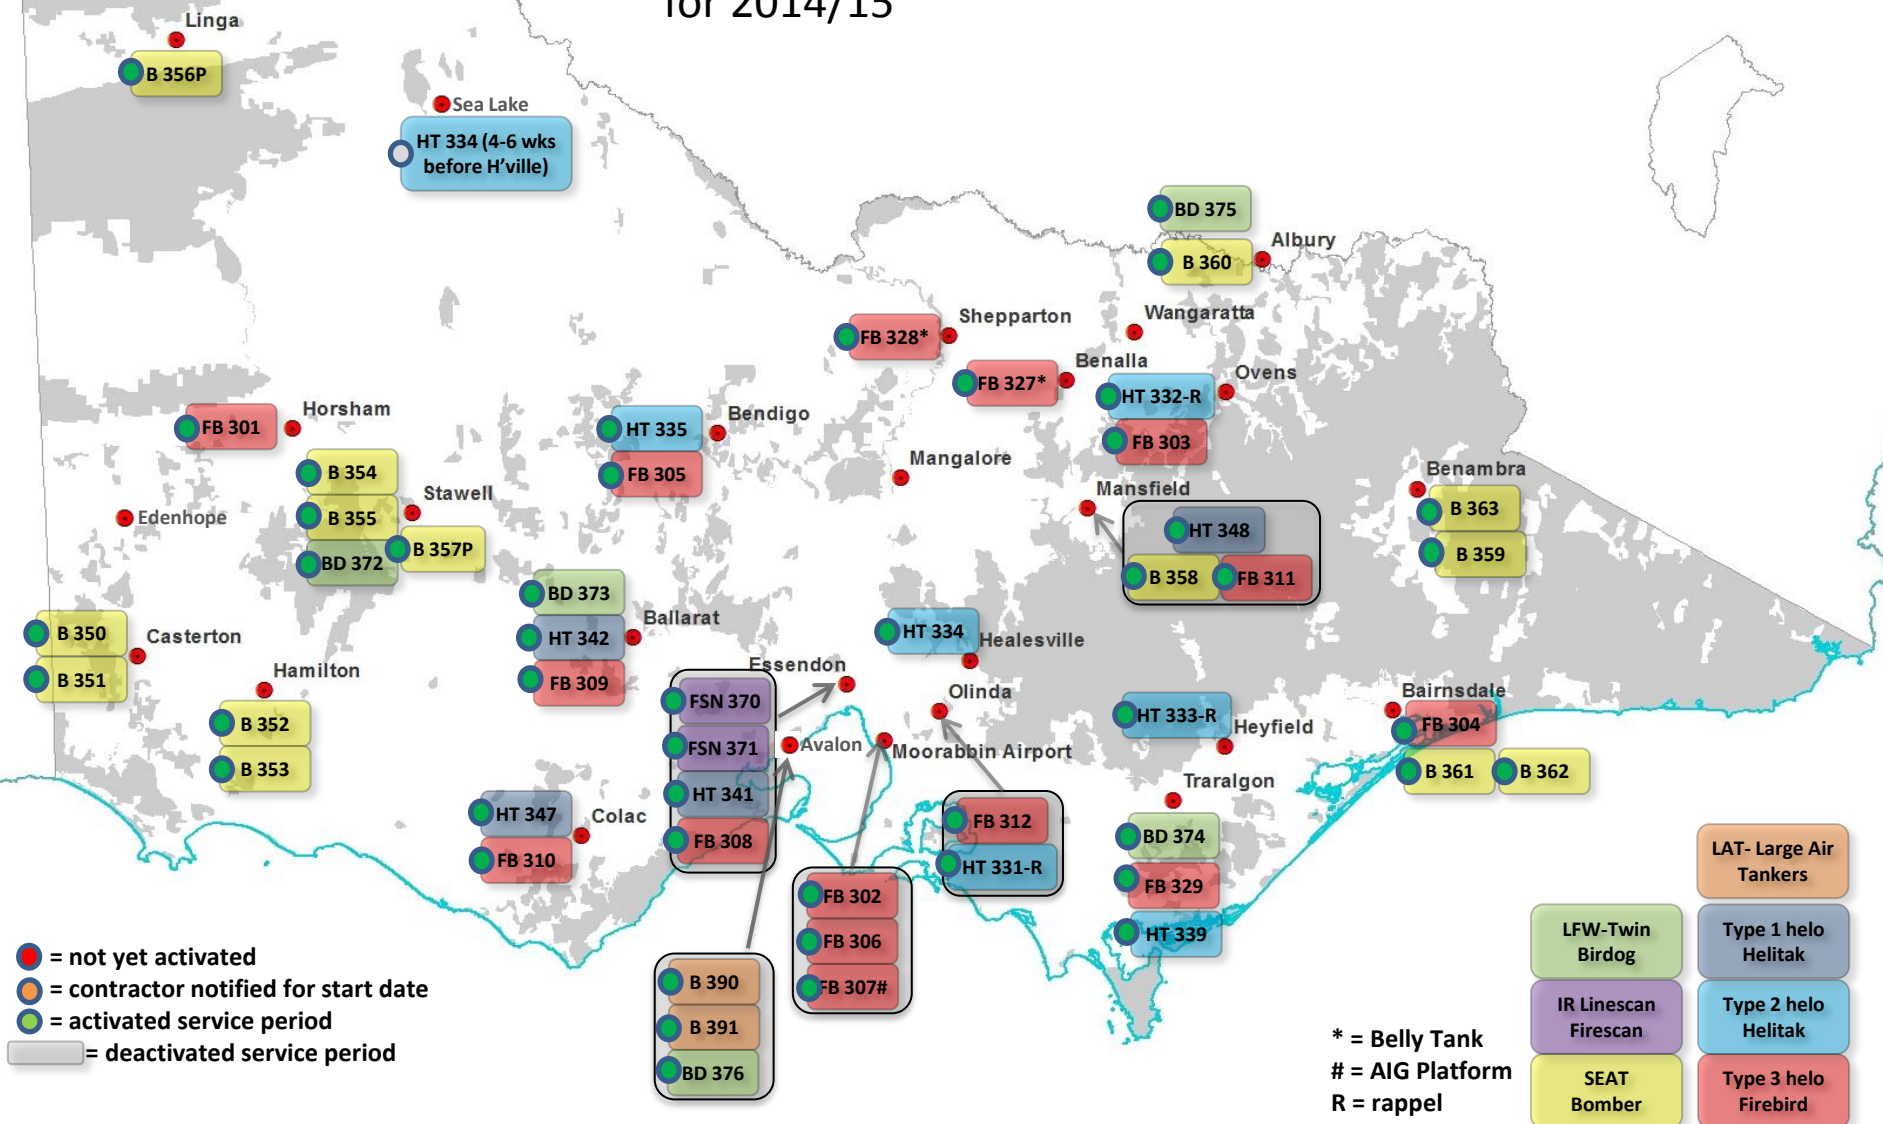 for 2014/15
Linga
B 356P
Sea Lake
HT 334 (4-6 wks
before H'ville)
BD 375
Albury
B 360
Wangaratta
Shepparton
FB 328*
Benalla
FB 327*
Ovens
HT 332-R
FB 303
Horsham
FB 301
Bendigo
HT 335
FB 305
Mangalore
Mansfield
HT 348
B 358
FB 311
Benambra
B 363
B 359
B 354
Stawell
B 355
B 357P
BD 372
Edenhope
BD 373
Ballarat
HT 342
FB 309
B 350
Casterton
B 351
Hamilton
B 352
B 353
HT 334
Healesville
Essendon
FSN 370
FSN 371
HT 341
FB 308
Avalon
Moorabbin Airport
Olinda
HT 333-R
Heyfield
Bairnsdale
FB 304
B 361
B 362
Traralgon
BD 374
FB 329
HT 339
HT 347
Colac
FB 310
FB 312
HT 331-R
FB 302
FB 306
FB 307#
B 390
B 391
BD 376
= not yet activated
= contractor notified for start date
= activated service period
= deactivated service period
* = Belly Tank
# = AIG Platform
R = rappel
LAT- Large Air
Tankers
LFW-Twin
Birdog
Type 1 helo
Helitak
IR Linescan
Firescan
Type 2 helo
Helitak
SEAT
Bomber
Type 3 helo
Firebird